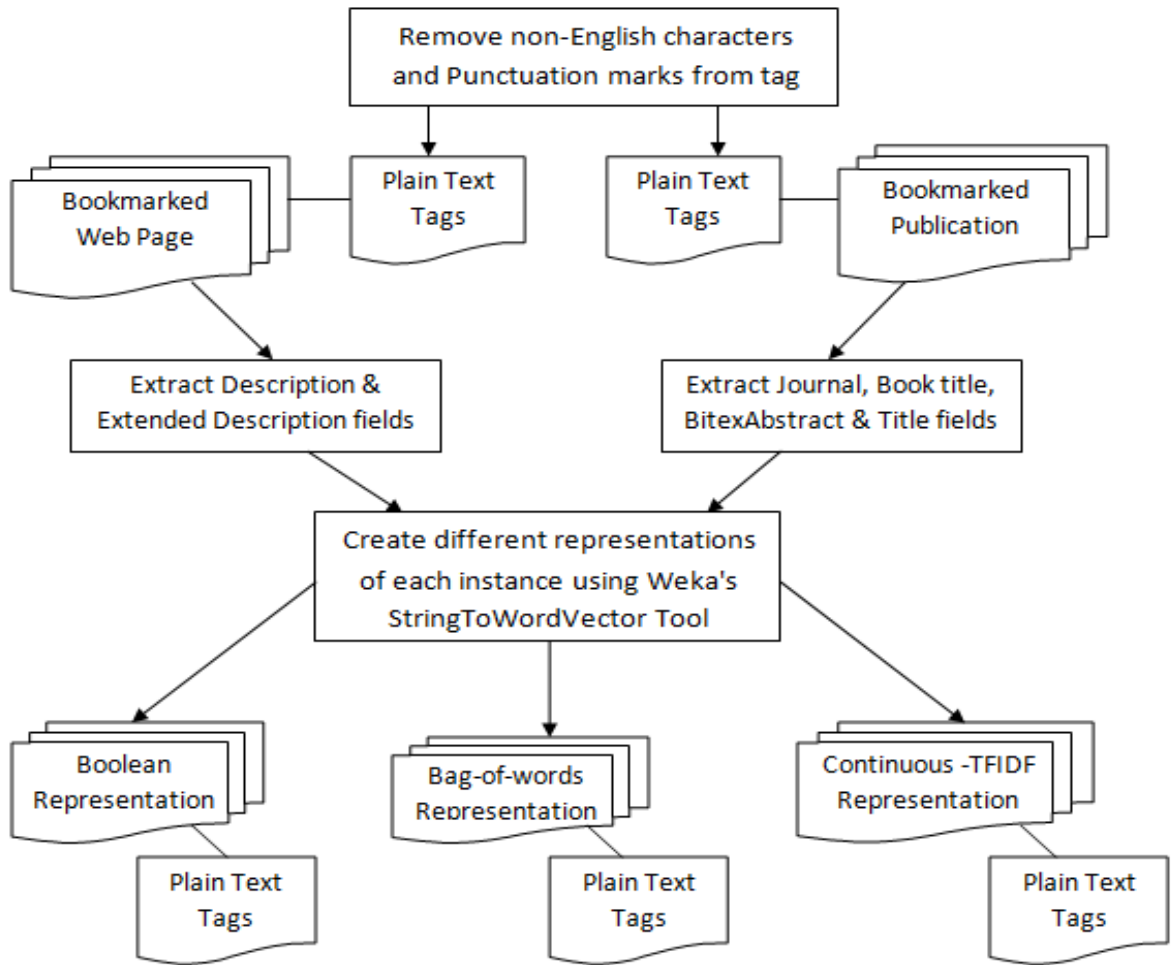 Remove non-English characters
and Punctuation marks from tag
Bookmarked
Web Page
Plain Text
Tags
Plain Text
Tags
Bookmarked
Publication
Extract Description &
Extended Description fields
Extract Journal, Book title,
BitexAbstract & Title fields
Create different representations
of each instance using Weka's
StringToWordVector Tool
Boolean
Representation
Bag-of-words
Representation
Continuous -TFIDF
Representation
Plain Text
Tags
Plain Text
Tags
Plain Text
Tags